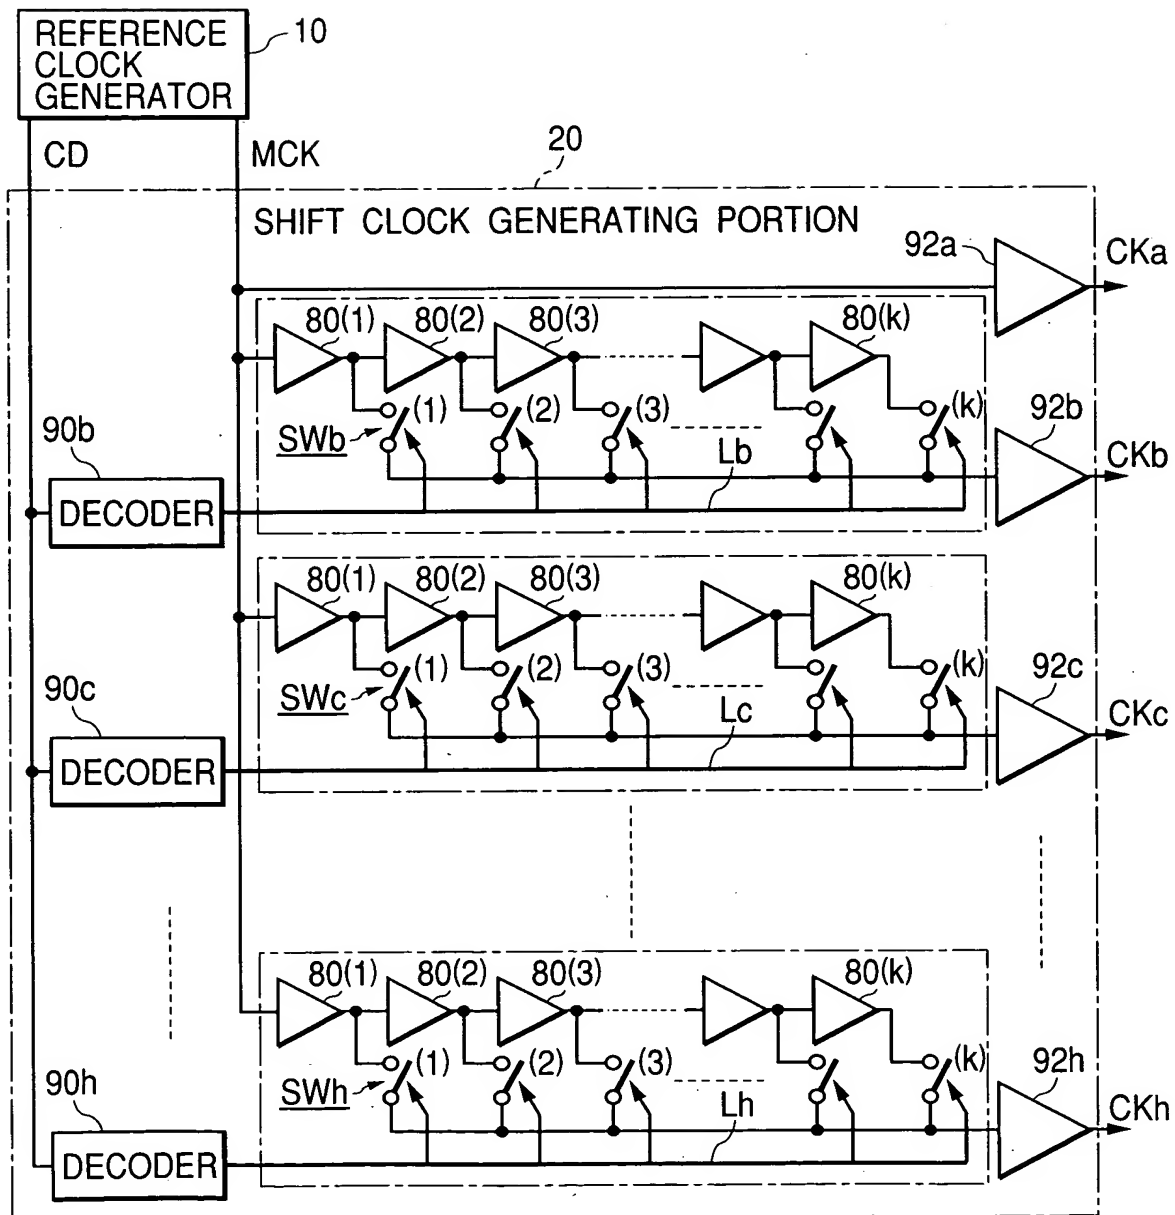 REFERENCE
CLOCK
GENERATOR
10
CD
MCK
20
SHIFT CLOCK GENERATING PORTION
92a
CKa
80(1) 80(2) 80(3) 80(k)
(1) (2) (3) (k)
SWb
Lb
92b
CKb
90b
DECODER
80(1) 80(2) 80(3) 80(k)
(1) (2) (3) (k)
SWc
Lc
92c
CKc
90c
DECODER
80(1) 80(2) 80(3) 80(k)
(1) (2) (3) (k)
SWh
Lh
92h
CKh
90h
DECODER